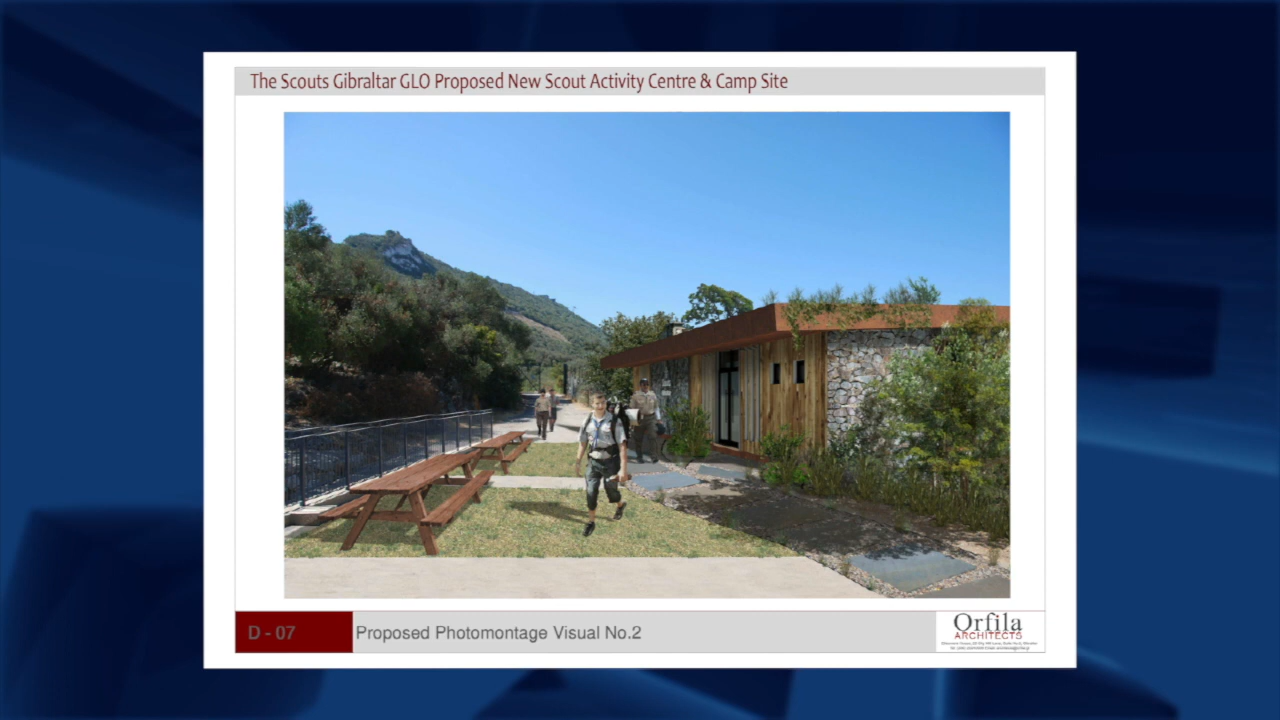 The Scouts Gibraltar GLO Proposed New Scout Activity Centre & Camp Site
D - 07
Proposed Photomontage Visual No.2
Orfila
ARCHITECTS